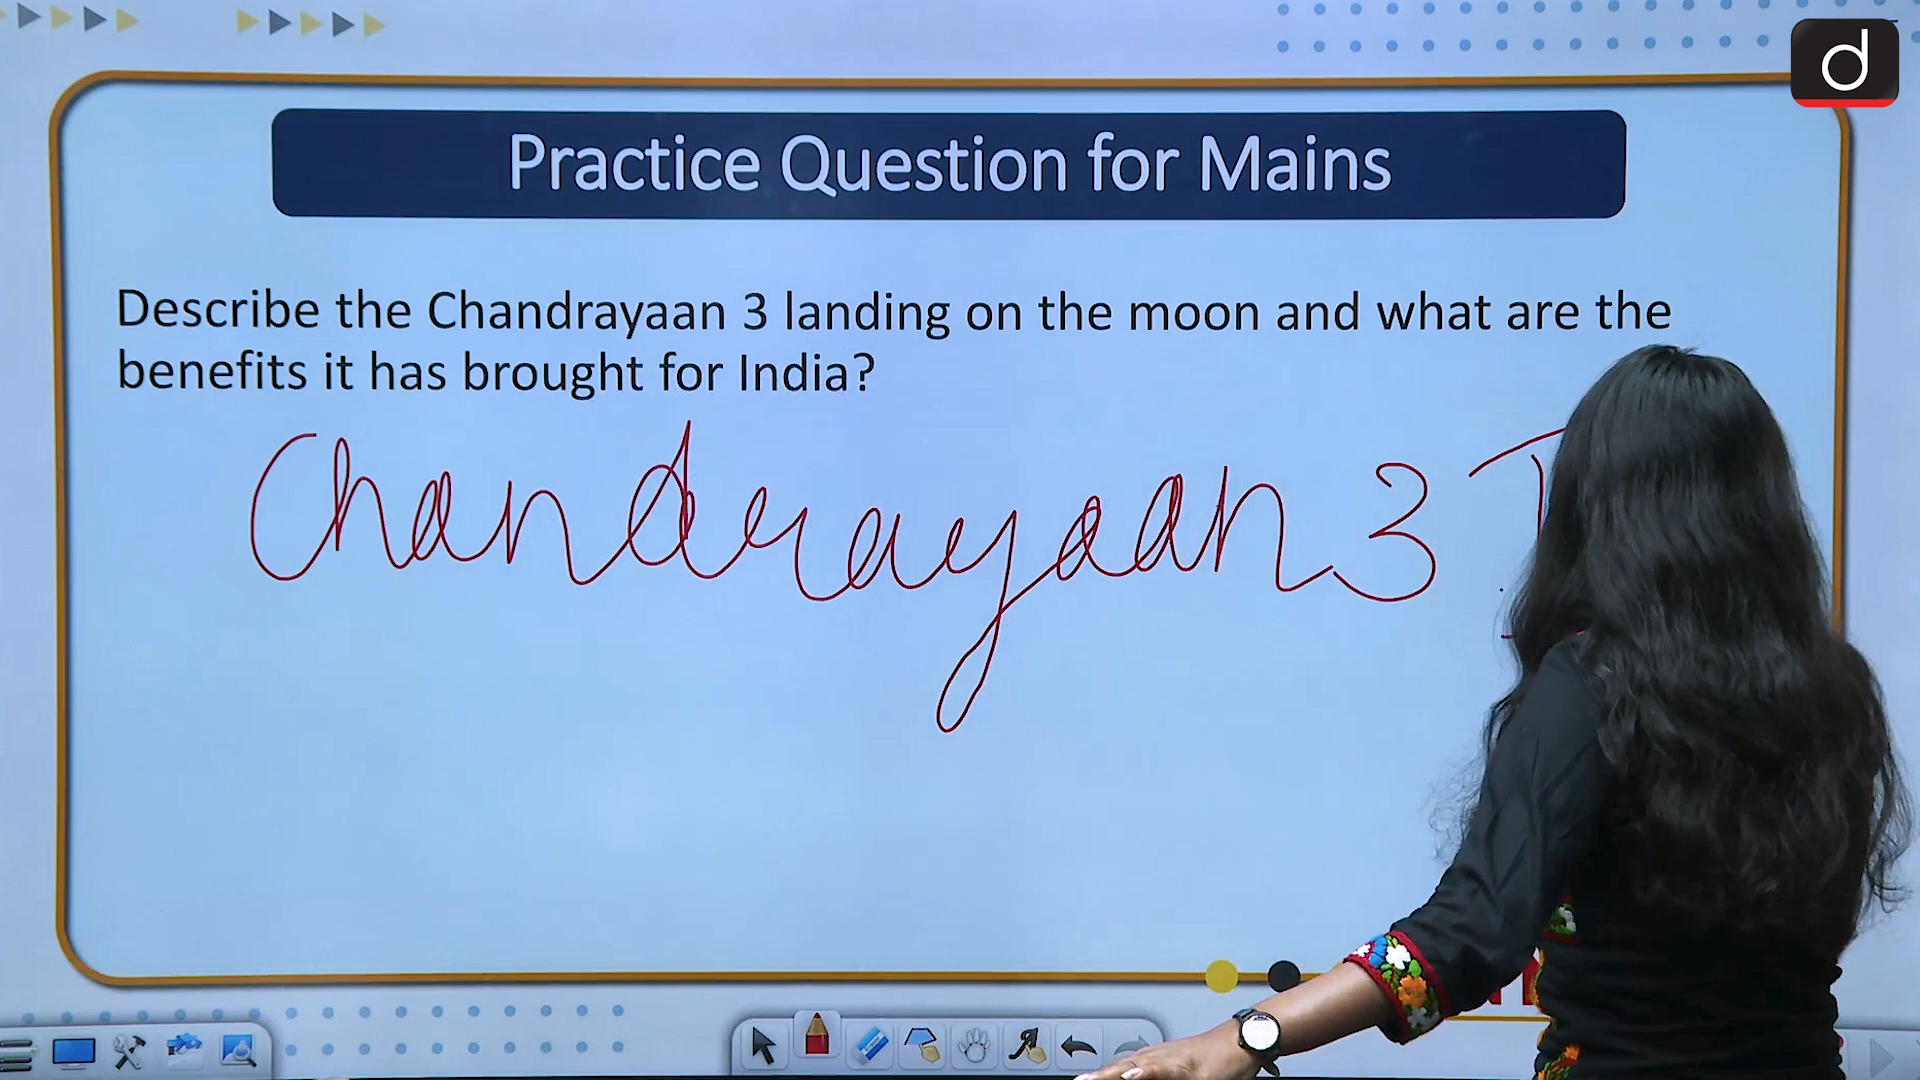 d
Practice Question for Mains
Describe the Chandrayaan 3 landing on the moon and what are the
benefits it has brought for India?
Chandrayaan 3